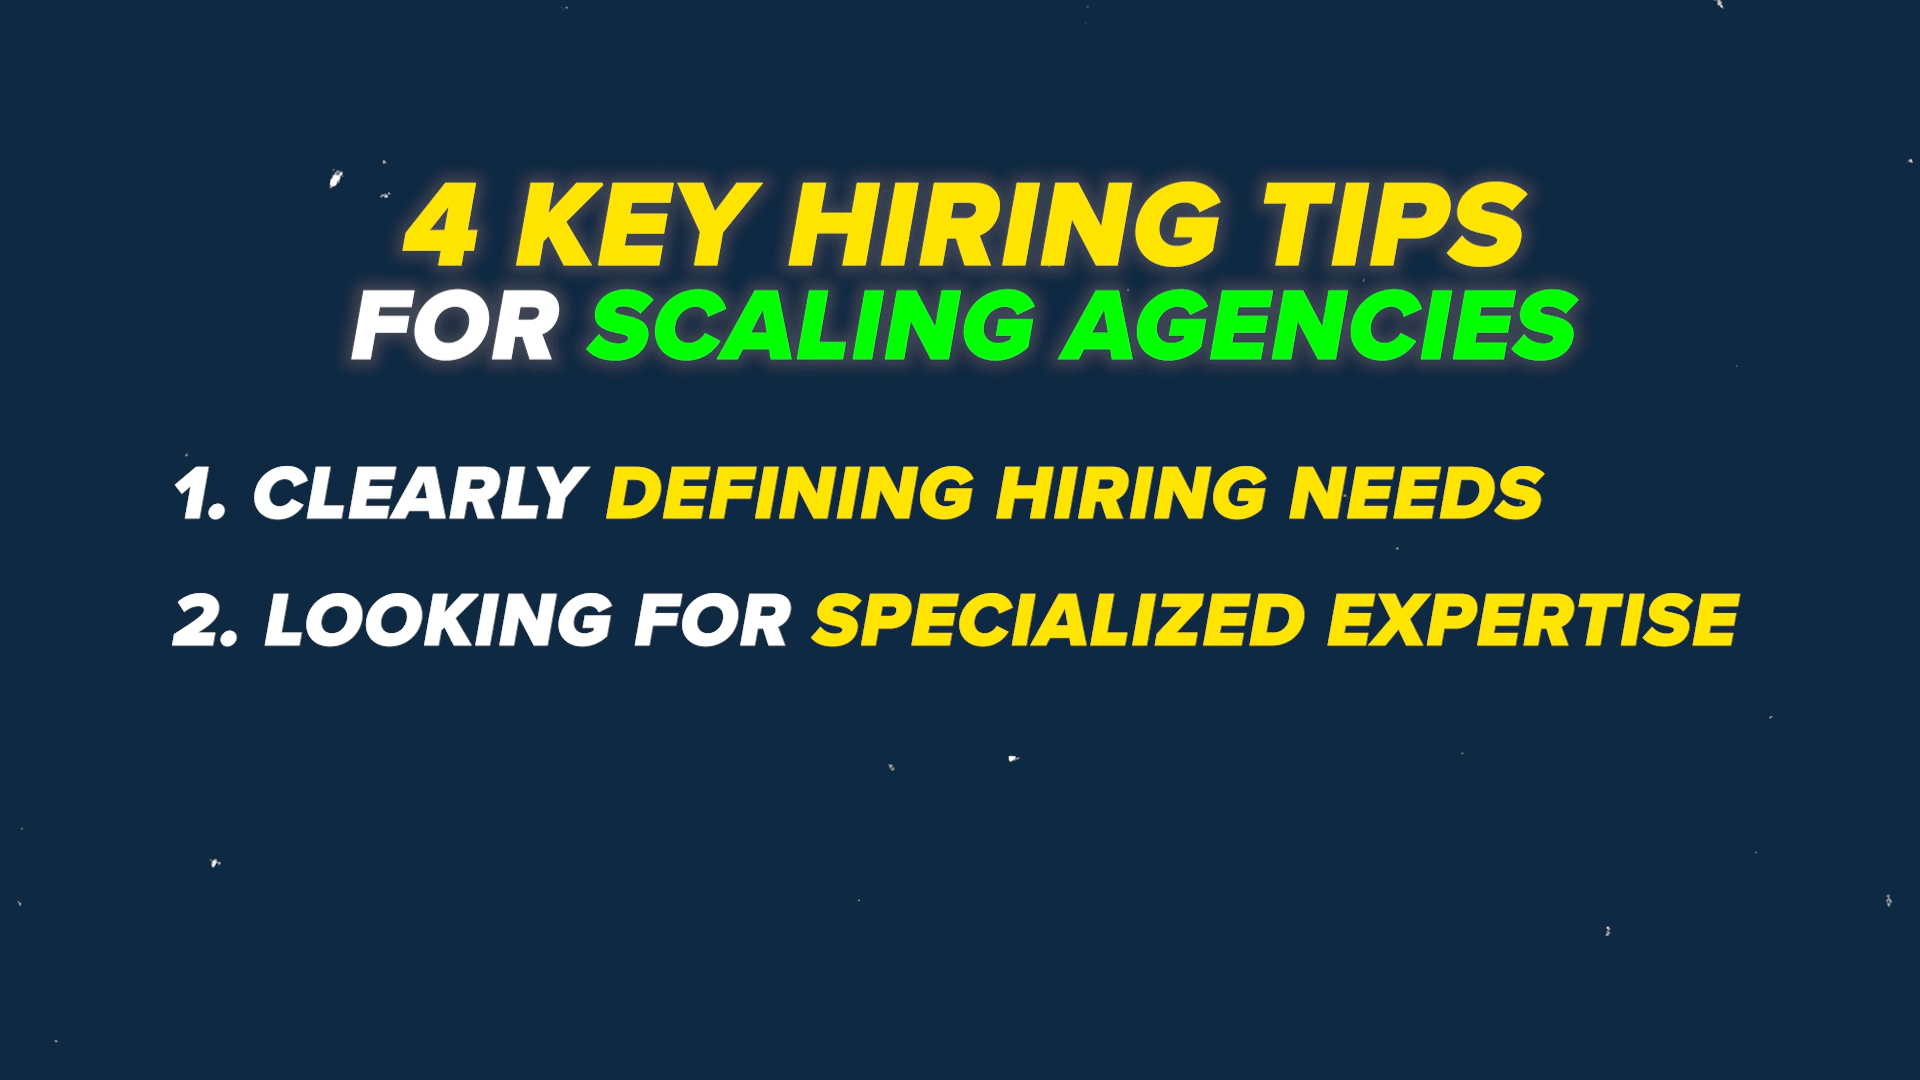 4 KEY HIRING TIPS
FOR SCALING AGENCIES
1. CLEARLY DEFINING HIRING NEEDS
2. LOOKING FOR SPECIALIZED EXPERTISE